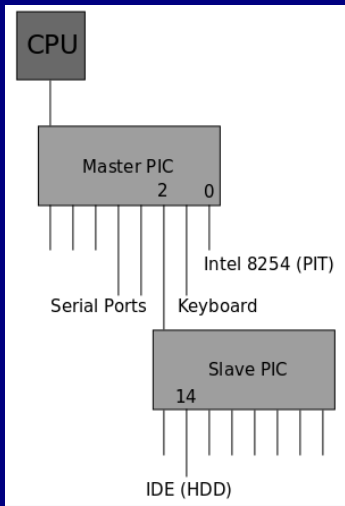 CPU
Master PIC
2 0
Intel 8254 (PIT)
Serial Ports Keyboard
Slave PIC
14
IDE (HDD)